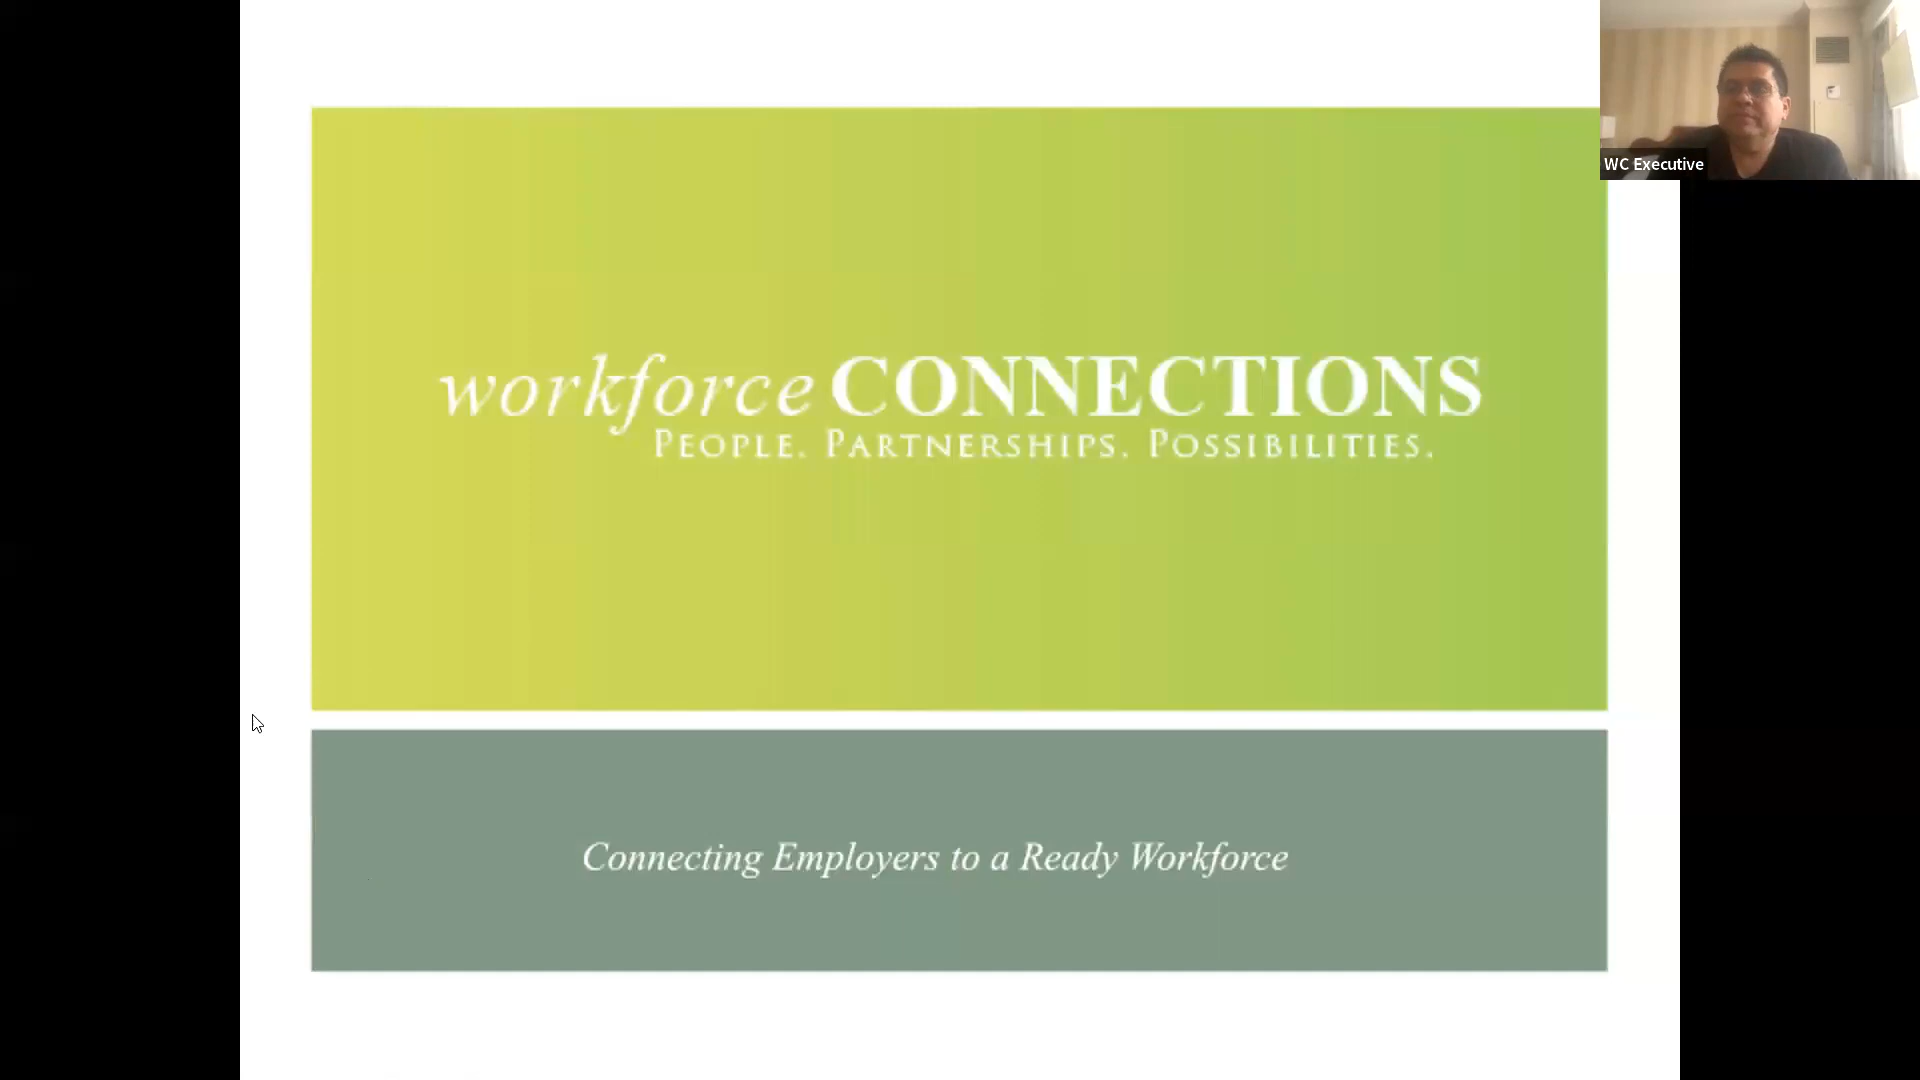 WC Executive
workforce CONNECTIONS
PEOPLE. PARTNERSHIPS. POSSIBILITIES.
Connecting Employers to a Ready Workforce